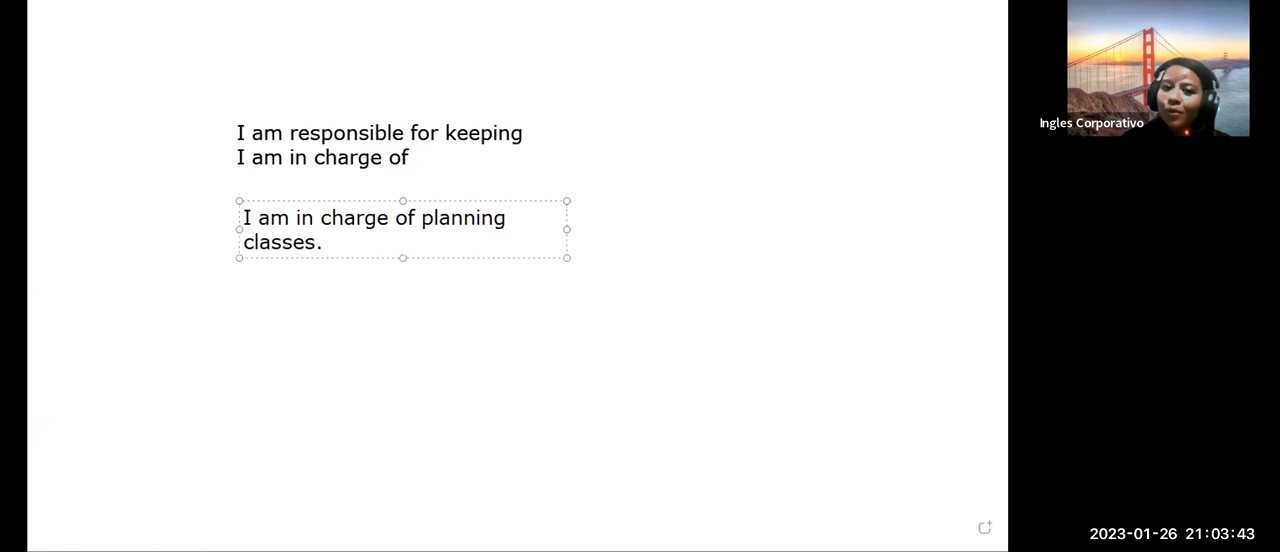 I am responsible for keeping
I am in charge of
I am in charge of planning
classes.
Ingles Corporativo
2023-01-26 21:03:43